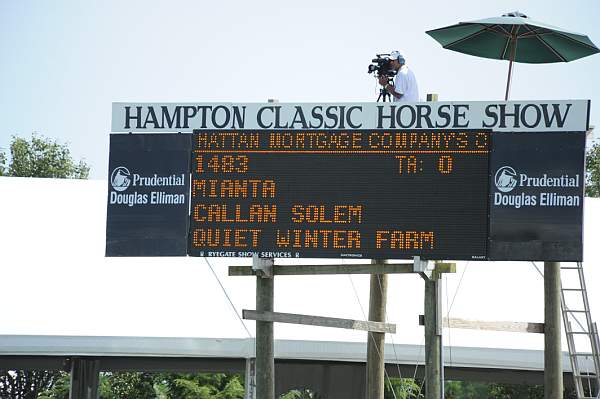 HAMPTON CLASSIC HORSE SHOW
HATTAN MORTGAGE COMPANY'S
1483 TA: 0
MIANTA
CALLAN SOLEM
QUIET WINTER FARM
Prudential
Douglas Elliman
Prudential
Douglas Elliman
RYEGATE SHOW SERVICES
DAKTRONICS